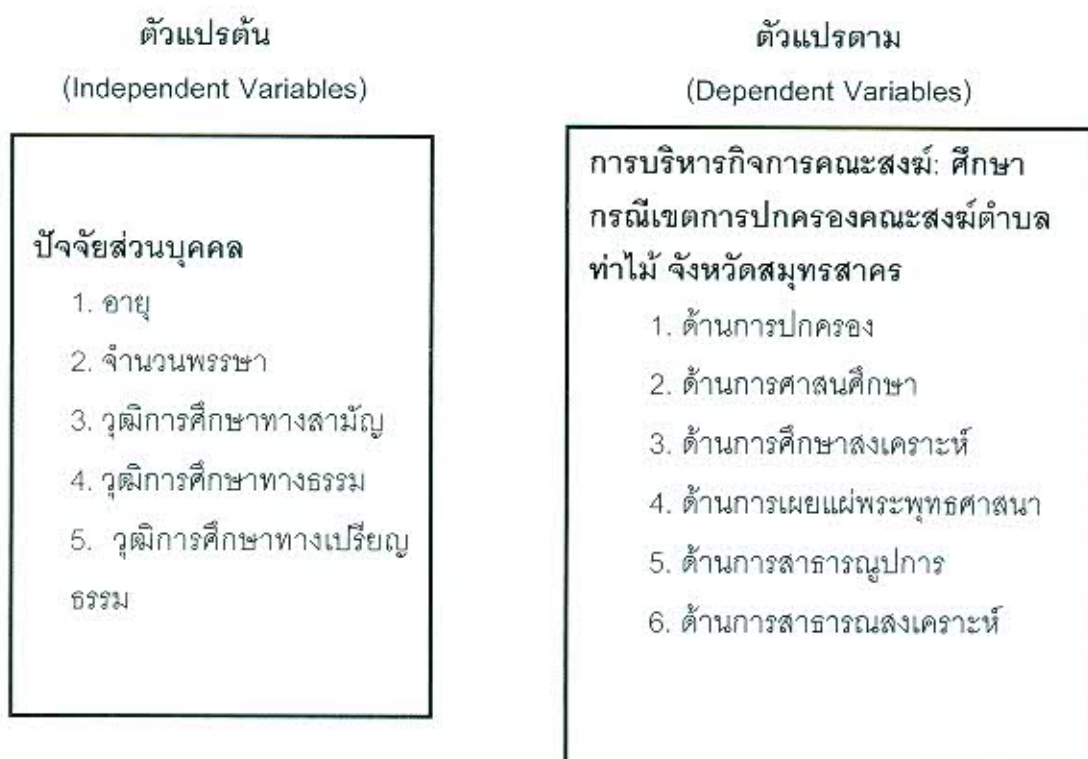 ตัวแปรต้น
(Independent Variables)
ปัจจัยส่วนบุคคล
1. อายุ
2. จำนวนพรรษา
3. วุฒิการศึกษาทางสามัญ
4. วุฒิการศึกษาทางธรรม
5. วุฒิการศึกษาทางเปรียญ
ธรรม
ตัวแปรตาม
(Dependent Variables)
การบริหารกิจการคณะสงฆ์: ศึกษา
กรณีเขตการปกครองคณะสงฆ์ตำบล
ท่าไม้ จังหวัดสมุทรสาคร
1. ด้านการปกครอง
2. ด้านการศาสนศึกษา
3. ด้านการศึกษาสงเคราะห์
4. ด้านการเผยแผ่พระพุทธศาสนา
5. ด้านการสาธารณูปการ
6. ด้านการสาธารณสงเคราะห์